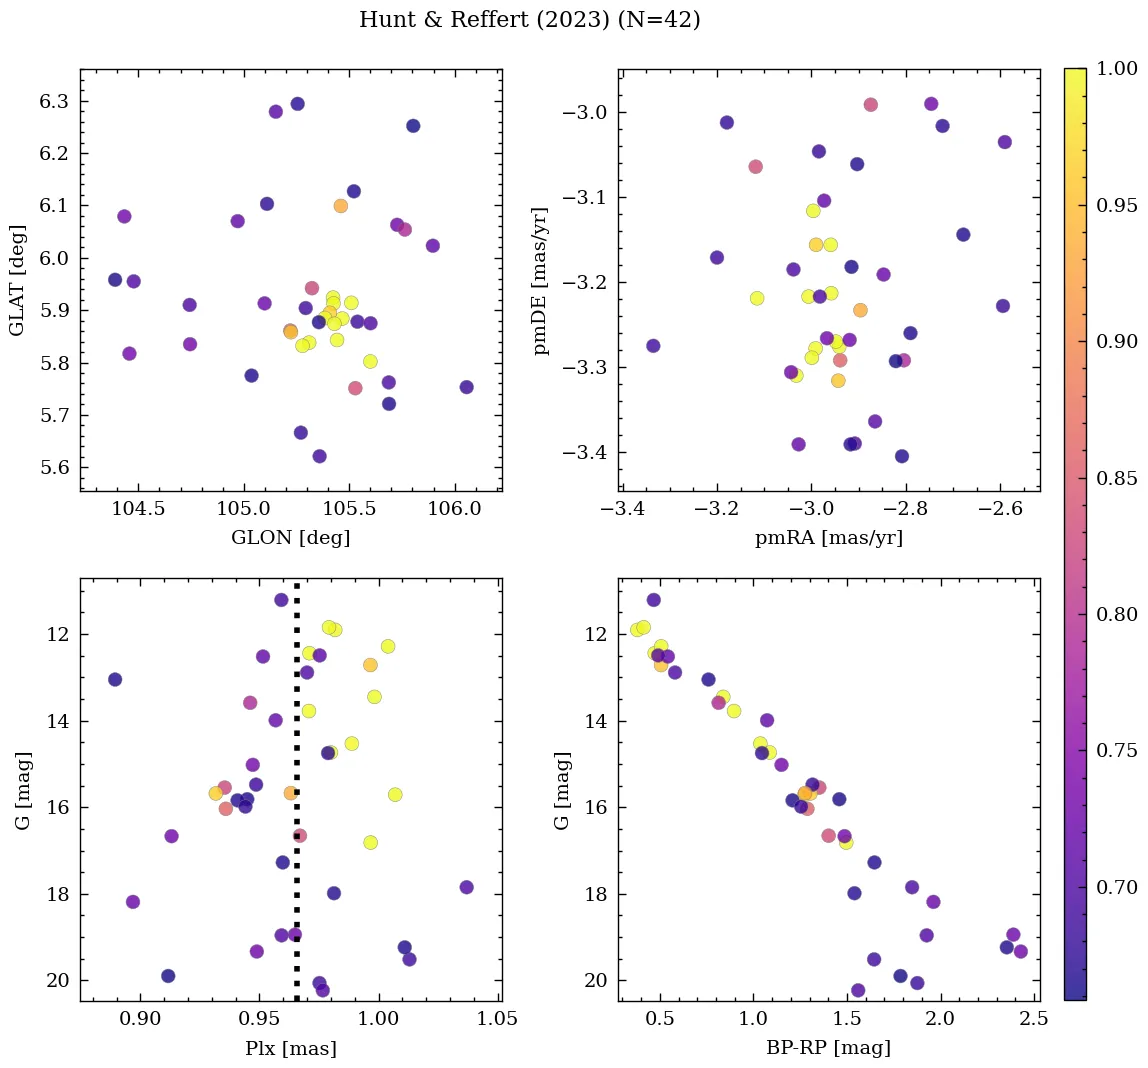 Hunt & Reffert (2023) (N=42)
6.3
6.2
6.1
6.0
5.9
5.8
5.7
5.6
GLAT [deg]
104.5 105.0 105.5 106.0
GLON [deg]
−3.0
−3.1
−3.2
−3.3
−3.4
pmDE [mas/yr]
−3.4 −3.2 −3.0 −2.8 −2.6
pmRA [mas/yr]
12
14
16
18
20
G [mag]
0.90 0.95 1.00 1.05
Plx [mas]
12
14
16
18
20
G [mag]
0.5 1.0 1.5 2.0 2.5
BP-RP [mag]
1.00
0.95
0.90
0.85
0.80
0.75
0.70